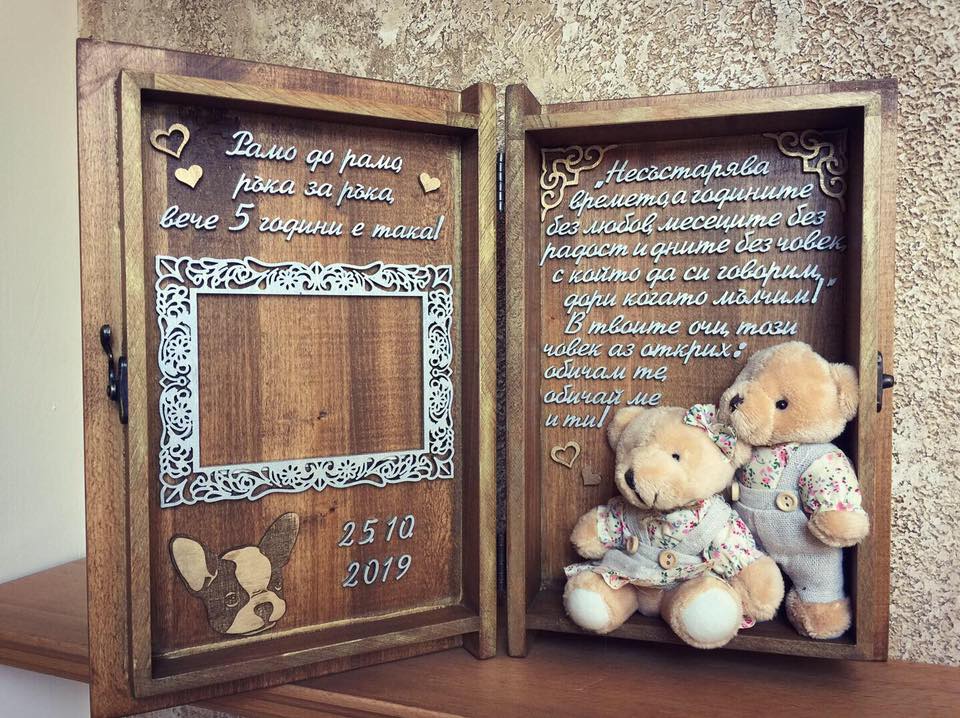 Рамо до рамо,
ръка за ръка,
вече 5 години е така!
25.10.
2019
„Несъстарява
времето, а годините
без любов, месеците без
радост и дните без човек,
с който да си говорим,
дори когато мълчим!"
В твоите очи, този
човек аз открих:
обичам те,
обичай ме
и ти!